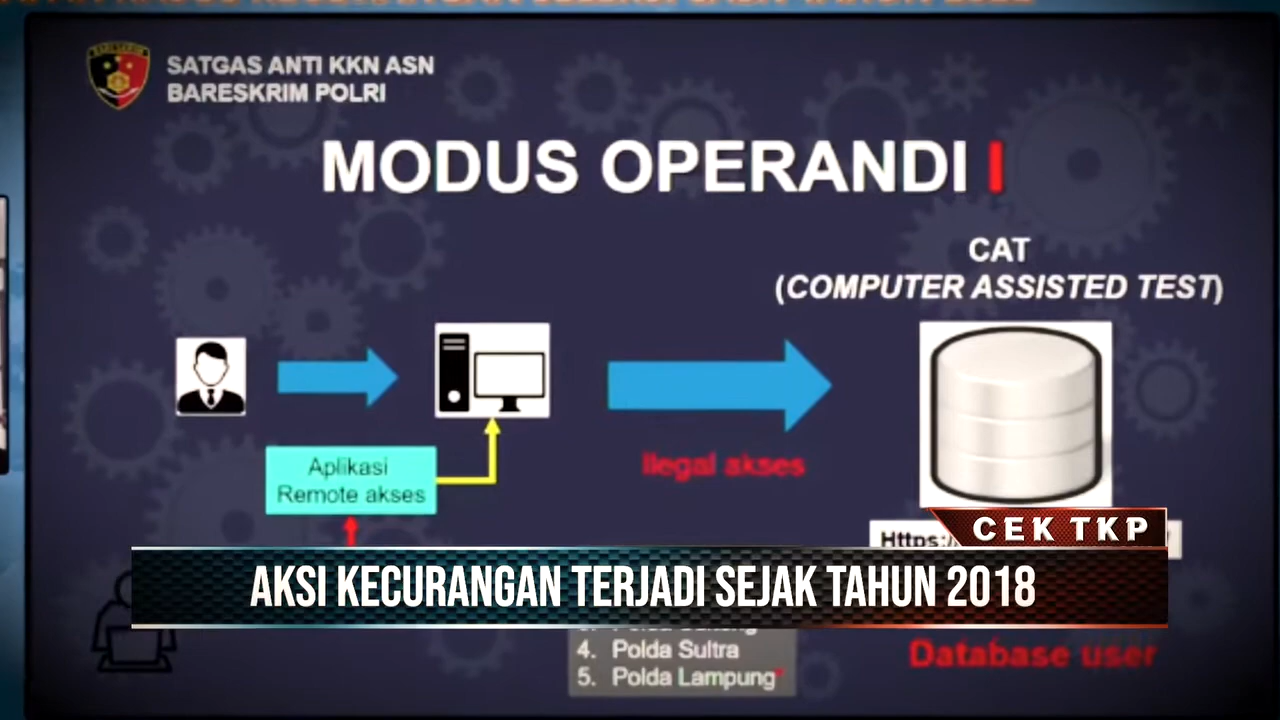 SATGAS ANTI KKN ASN
BARESKRIM POLRI
MODUS OPERANDI I
CAT
(COMPUTER ASSISTED TEST)
Aplikasi
Remote akses
Ilegal akses
Https:/
CEK TKP
AKSI KECURANGAN TERJADI SEJAK TAHUN 2018
4. Polda Sultra
5. Polda Lampung
Database user